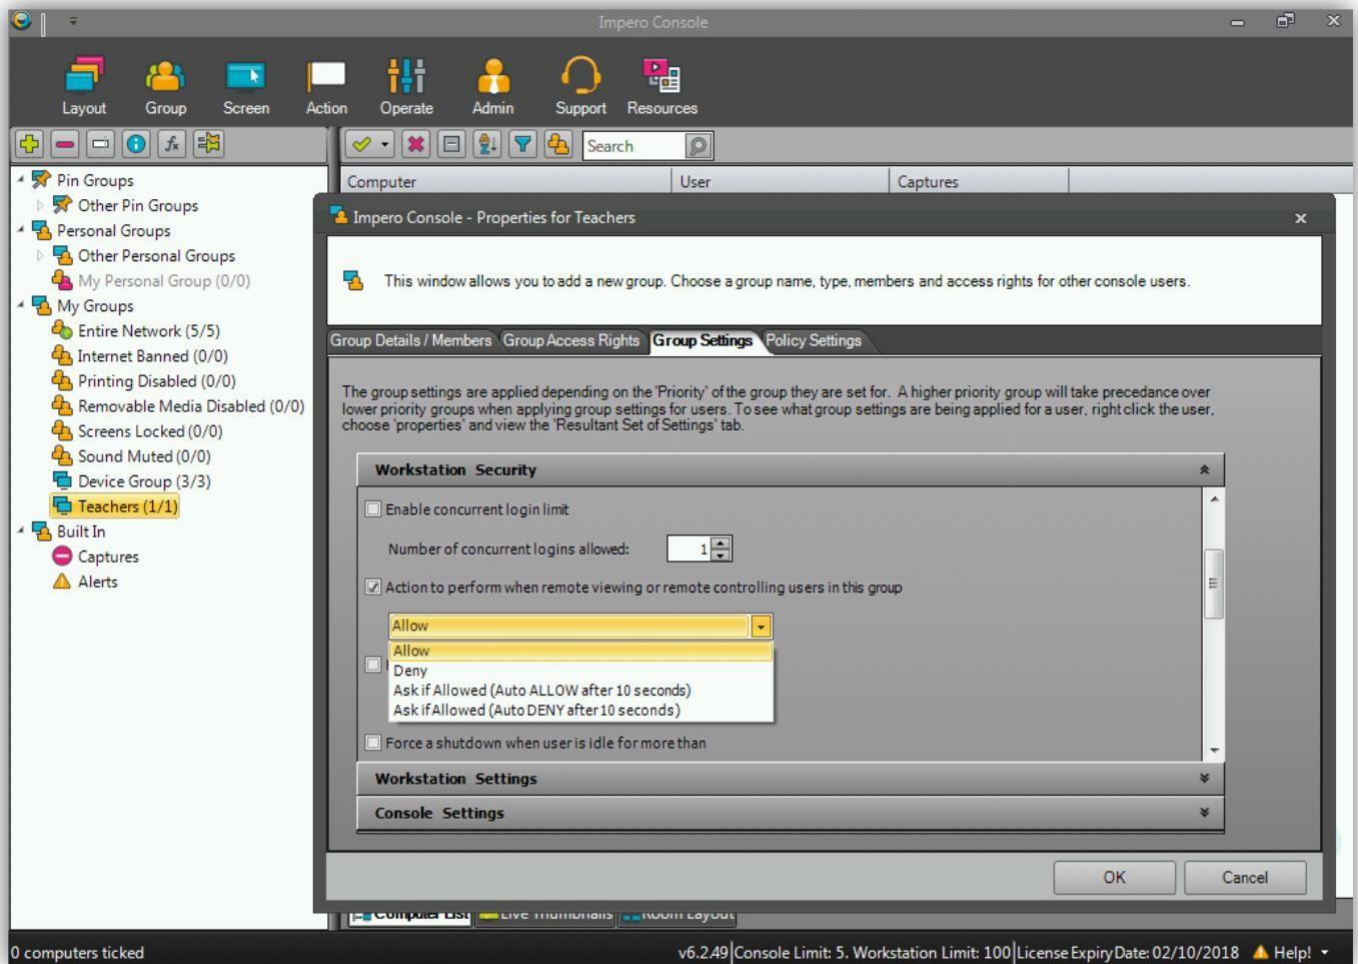 Impero Console
Layout Group Screen Action Operate Admin Support Resources
Search
Computer User Captures
Pin Groups
Other Pin Groups
Personal Groups
Other Personal Groups
My Personal Group (0/0)
My Groups
Entire Network (5/5)
Internet Banned (0/0)
Printing Disabled (0/0)
Removable Media Disabled (0/0)
Screens Locked (0/0)
Sound Muted (0/0)
Device Group (3/3)
Teachers (1/1)
Built In
Captures
Alerts
Impero Console - Properties for Teachers
This window allows you to add a new group. Choose a group name, type, members and access rights for other console users.
Group Details / Members Group Access Rights Group Settings Policy Settings
The group settings are applied depending on the 'Priority' of the group they are set for. A higher priority group will take precedance over
lower priority groups when applying group settings for users. To see what group settings are being applied for a user, right click the user,
choose 'properties' and view the 'Resultant Set of Settings' tab.
Workstation Security
Enable concurrent login limit
Number of concurrent logins allowed: 1
Action to perform when remote viewing or remote controlling users in this group
Allow
Allow
Deny
Ask if Allowed (Auto ALLOW after 10 seconds)
Ask if Allowed (Auto DENY after 10 seconds)
Force a shutdown when user is idle for more than
Workstation Settings
Console Settings
OK Cancel
Computer List Live Thumbnails Room Layout
0 computers ticked
v6.2.49 Console Limit: 5. Workstation Limit: 100 License Expiry Date: 02/10/2018 Help!